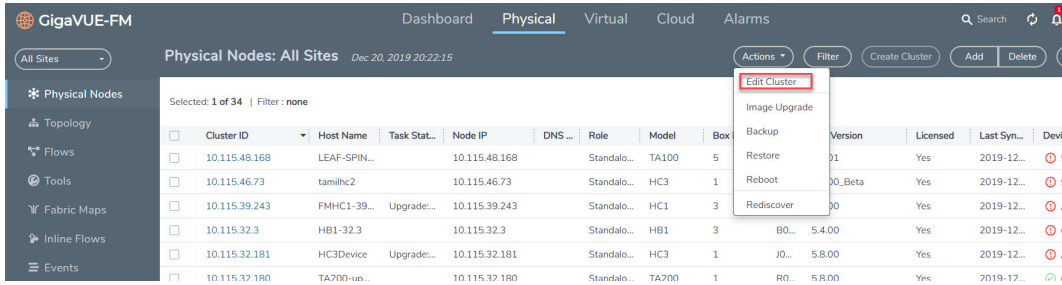 GigaVUE-FM Dashboard Physical Virtual Cloud Alarms Search
All Sites Physical Nodes: All Sites Dec 20, 2019 20:22:15 Actions Filter Create Cluster Add Delete
Physical Nodes
Topology
Flows
Tools
Fabric Maps
Inline Flows
Events
Selected: 1 of 34 | Filter : none
Edit Cluster
Image Upgrade
Backup
Restore
Reboot
Rediscover
Cluster ID Host Name Task Stat... Node IP DNS ... Role Model Box Version Licensed Last Syn... Devi
10.115.48.168 LEAF-SPIN... 10.115.48.168 Standalo... TA100 5 01 Yes 2019-12...
10.115.46.73 tamilhc2 10.115.46.73 Standalo... HC3 1 00_Beta Yes 2019-12...
10.115.39.243 FMHC1-39... Upgrade:... 10.115.39.243 Standalo... HC1 3 00 Yes 2019-12...
10.115.32.3 HB1-32.3 10.115.32.3 Standalo... HB1 3 B0... 5.4.00 Yes 2019-12...
10.115.32.181 HC3Device Upgrade:... 10.115.32.181 Standalo... HC3 1 J0... 5.8.00 Yes 2019-12...
10.115.32.180 TA200-up... 10.115.32.180 Standalo... TA200 1 R0... 5.8.00 Yes 2019-12...